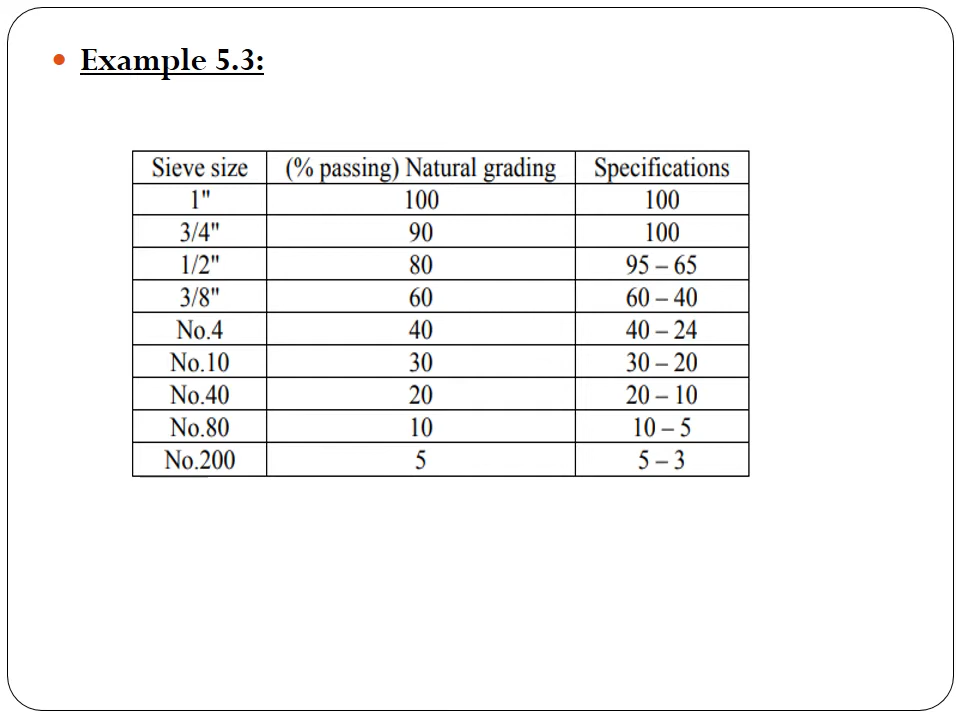 Example 5.3:
Sieve size (% passing) Natural grading Specifications
1" 100 100
3/4" 90 100
1/2" 80 95 – 65
3/8" 60 60 – 40
No.4 40 40 – 24
No.10 30 30 – 20
No.40 20 20 – 10
No.80 10 10 – 5
No.200 5 5 – 3